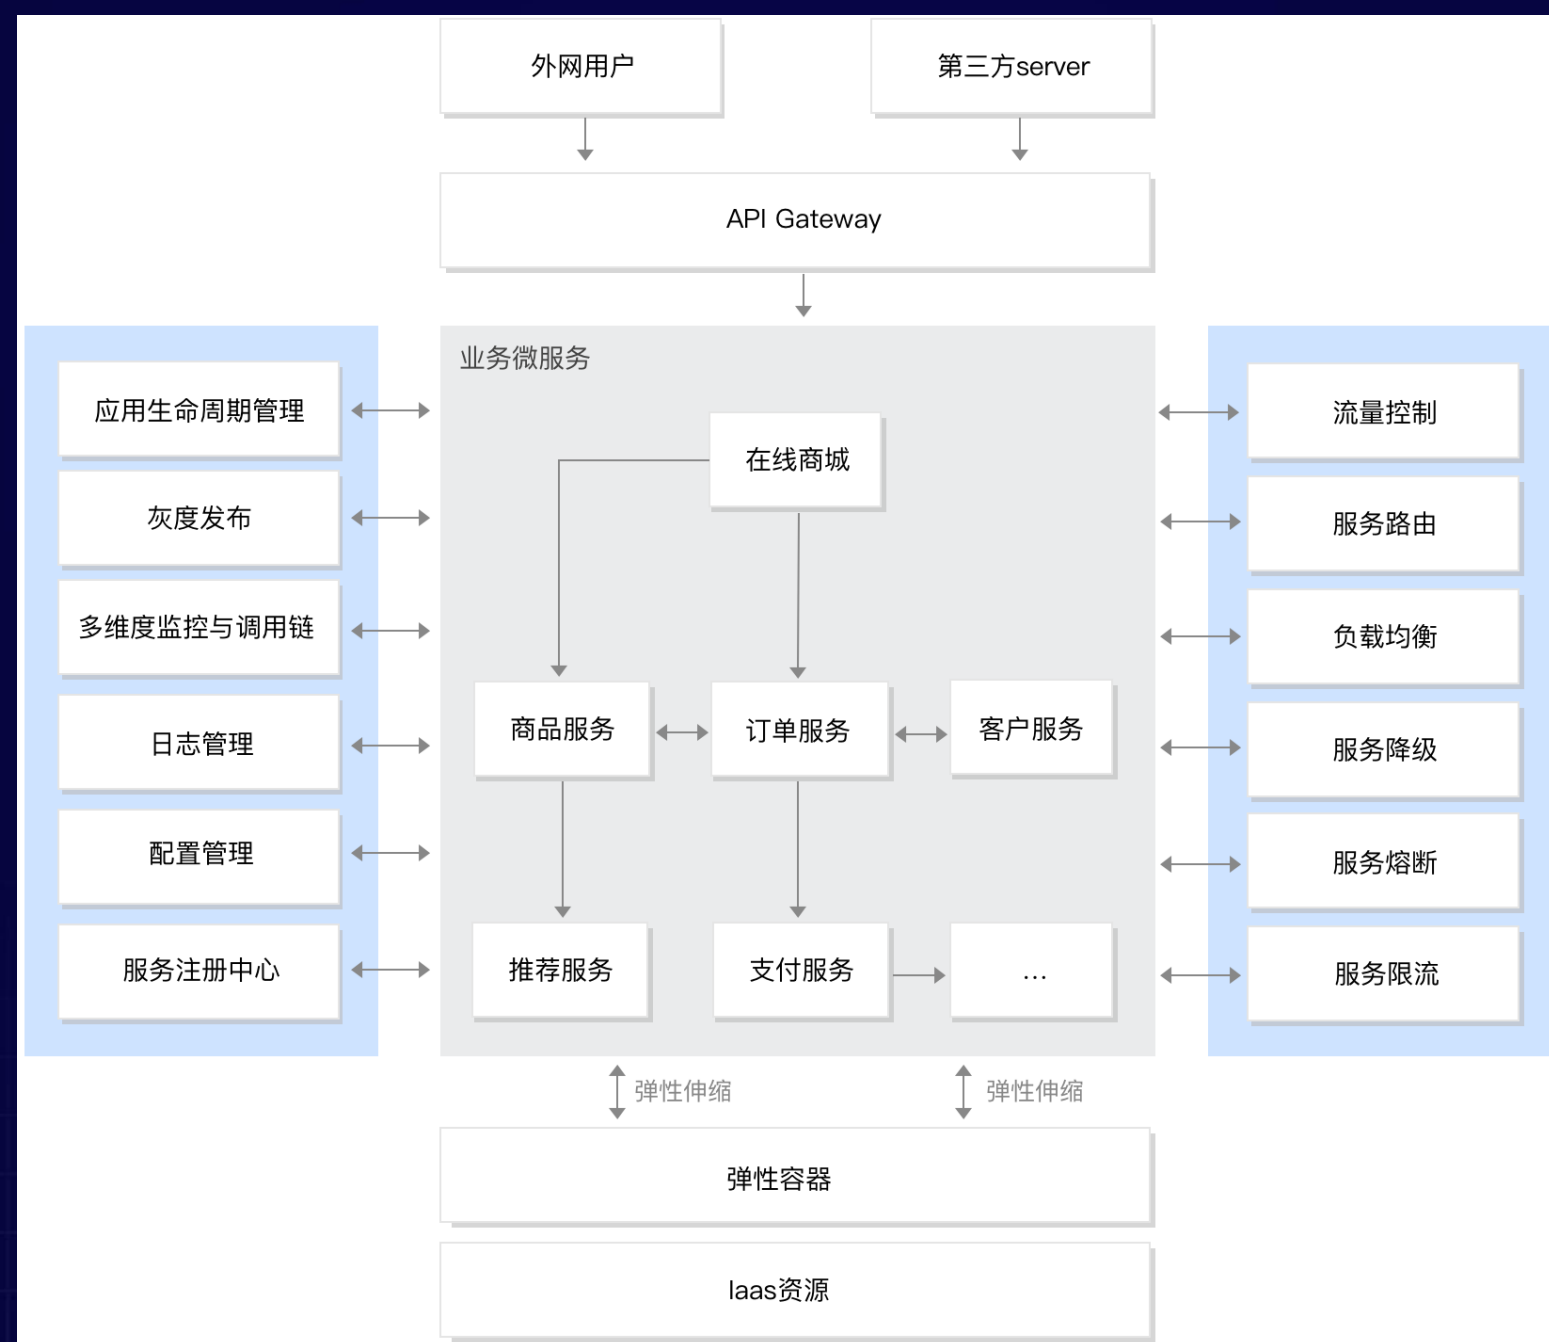 外网用户
第三方server
API Gateway
应用生命周期管理
灰度发布
多维度监控与调用链
日志管理
配置管理
服务注册中心
业务微服务
在线商城
商品服务
订单服务
客户服务
推荐服务
支付服务
...
流量控制
服务路由
负载均衡
服务降级
服务熔断
服务限流
弹性伸缩
弹性伸缩
弹性容器
Iaas资源